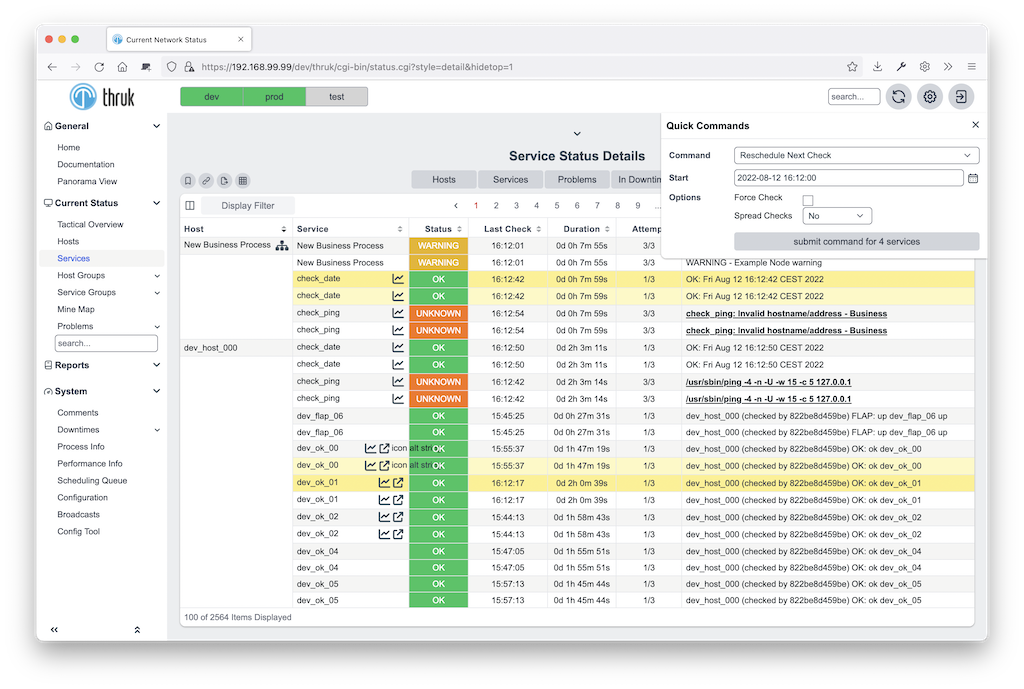 Current Network Status
https://192.168.99.99/dev/thruk/cgi-bin/status.cgi?style=detail&hidetop=1
thruk
dev prod test
search...
General
Home
Documentation
Panorama View
Current Status
Tactical Overview
Hosts
Services
Host Groups
Service Groups
Mine Map
Problems
search...
Reports
System
Comments
Downtimes
Process Info
Performance Info
Scheduling Queue
Configuration
Broadcasts
Config Tool
Quick Commands
Command Reschedule Next Check
Start 2022-08-12 16:12:00
Options Force Check
Spread Checks No
submit command for 4 services
Service Status Details
Hosts Services Problems In Downtim
Display Filter
1 2 3 4 5 6 7 8 9 ...
Host Service Status Last Check Duration Attemp
New Business Process New Business Process WARNING 16:12:01 0d 0h 7m 55s 3/3
New Business Process WARNING 16:12:01 0d 0h 7m 55s 3/3 WARNING - Example Node warning
check_date OK 16:12:42 0d 0h 7m 59s 1/3 OK: Fri Aug 12 16:12:42 CEST 2022
check_date OK 16:12:42 0d 0h 7m 59s 1/3 OK: Fri Aug 12 16:12:42 CEST 2022
check_ping UNKNOWN 16:12:54 0d 0h 7m 59s 3/3 check_ping: Invalid hostname/address - Business
check_ping UNKNOWN 16:12:54 0d 0h 7m 59s 3/3 check_ping: Invalid hostname/address - Business
dev_host_000 check_date OK 16:12:50 0d 2h 3m 11s 1/3 OK: Fri Aug 12 16:12:50 CEST 2022
check_date OK 16:12:50 0d 2h 3m 11s 1/3 OK: Fri Aug 12 16:12:50 CEST 2022
check_ping UNKNOWN 16:12:42 0d 2h 3m 14s 3/3 /usr/sbin/ping -4 -n -U -w 15 -c 5 127.0.0.1
check_ping UNKNOWN 16:12:42 0d 2h 3m 14s 3/3 /usr/sbin/ping -4 -n -U -w 15 -c 5 127.0.0.1
dev_flap_06 OK 15:45:25 0d 0h 27m 31s 1/3 dev_host_000 (checked by 822be8d459be) FLAP: up dev_flap_06 up
dev_flap_06 OK 15:45:25 0d 0h 27m 31s 1/3 dev_host_000 (checked by 822be8d459be) FLAP: up dev_flap_06 up
dev_ok_00 icon alt string OK 15:55:37 0d 1h 47m 19s 1/3 dev_host_000 (checked by 822be8d459be) OK: ok dev_ok_00
dev_ok_00 icon alt string OK 15:55:37 0d 1h 47m 19s 1/3 dev_host_000 (checked by 822be8d459be) OK: ok dev_ok_00
dev_ok_01 OK 16:12:17 0d 2h 0m 39s 1/3 dev_host_000 (checked by 822be8d459be) OK: ok dev_ok_01
dev_ok_01 OK 16:12:17 0d 2h 0m 39s 1/3 dev_host_000 (checked by 822be8d459be) OK: ok dev_ok_01
dev_ok_02 OK 15:44:13 0d 1h 58m 43s 1/3 dev_host_000 (checked by 822be8d459be) OK: ok dev_ok_02
dev_ok_02 OK 15:44:13 0d 1h 58m 43s 1/3 dev_host_000 (checked by 822be8d459be) OK: ok dev_ok_02
dev_ok_04 OK 15:47:05 0d 1h 55m 51s 1/3 dev_host_000 (checked by 822be8d459be) OK: ok dev_ok_04
dev_ok_04 OK 15:47:05 0d 1h 55m 51s 1/3 dev_host_000 (checked by 822be8d459be) OK: ok dev_ok_04
dev_ok_05 OK 15:57:13 0d 1h 45m 44s 1/3 dev_host_000 (checked by 822be8d459be) OK: ok dev_ok_05
dev_ok_05 OK 15:57:13 0d 1h 45m 44s 1/3 dev_host_000 (checked by 822be8d459be) OK: ok dev_ok_05
100 of 2564 Items Displayed